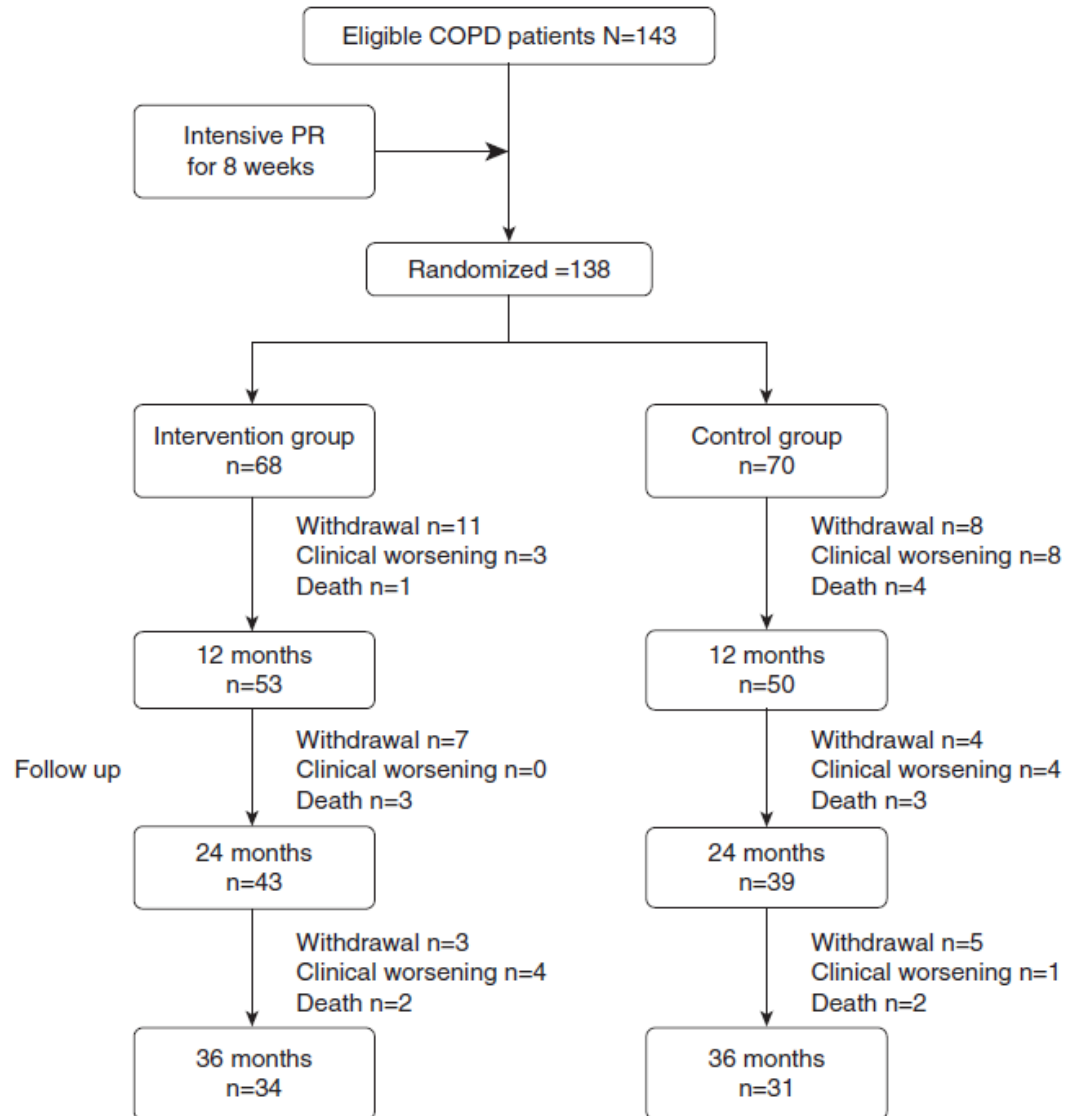 Eligible COPD patients N=143
Intensive PR
for 8 weeks
Randomized =138
Intervention group
n=68
Control group
n=70
Withdrawal n=11
Clinical worsening n=3
Death n=1
Withdrawal n=8
Clinical worsening n=8
Death n=4
12 months
n=53
12 months
n=50
Follow up
Withdrawal n=7
Clinical worsening n=0
Death n=3
Withdrawal n=4
Clinical worsening n=4
Death n=3
24 months
n=43
24 months
n=39
Withdrawal n=3
Clinical worsening n=4
Death n=2
Withdrawal n=5
Clinical worsening n=1
Death n=2
36 months
n=34
36 months
n=31